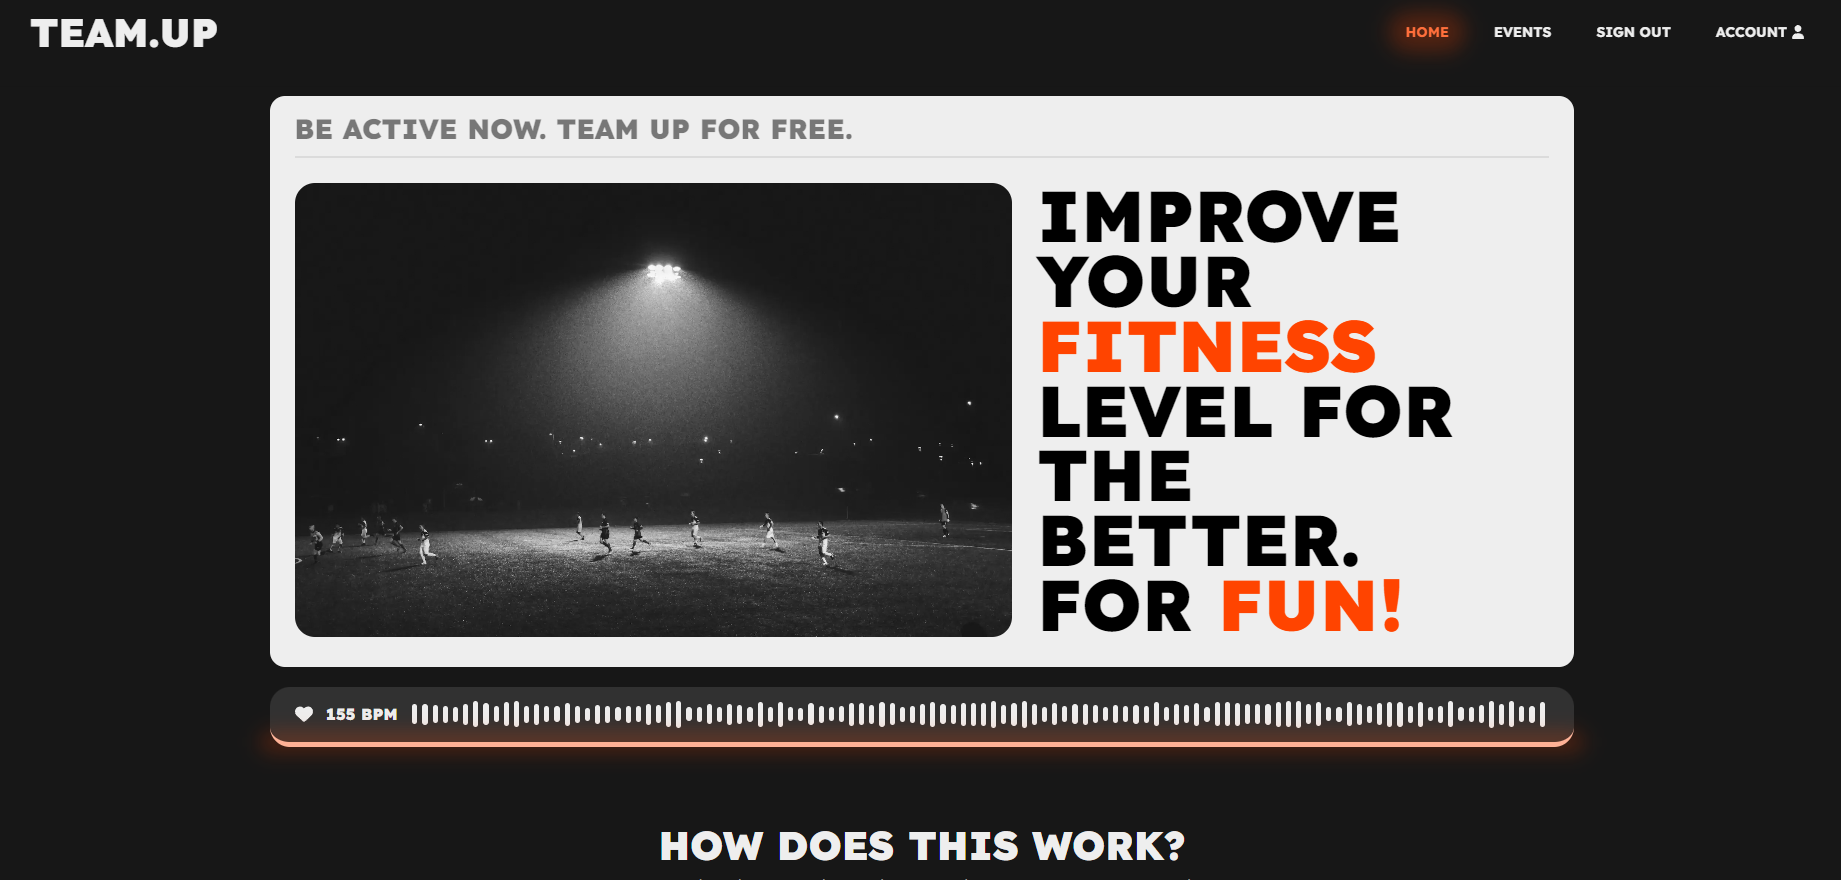 TEAM.UP
HOME
EVENTS
SIGN OUT
ACCOUNT
BE ACTIVE NOW. TEAM UP FOR FREE.
IMPROVE
YOUR
FITNESS
LEVEL FOR
THE
BETTER.
FOR FUN!
155 BPM
HOW DOES THIS WORK?